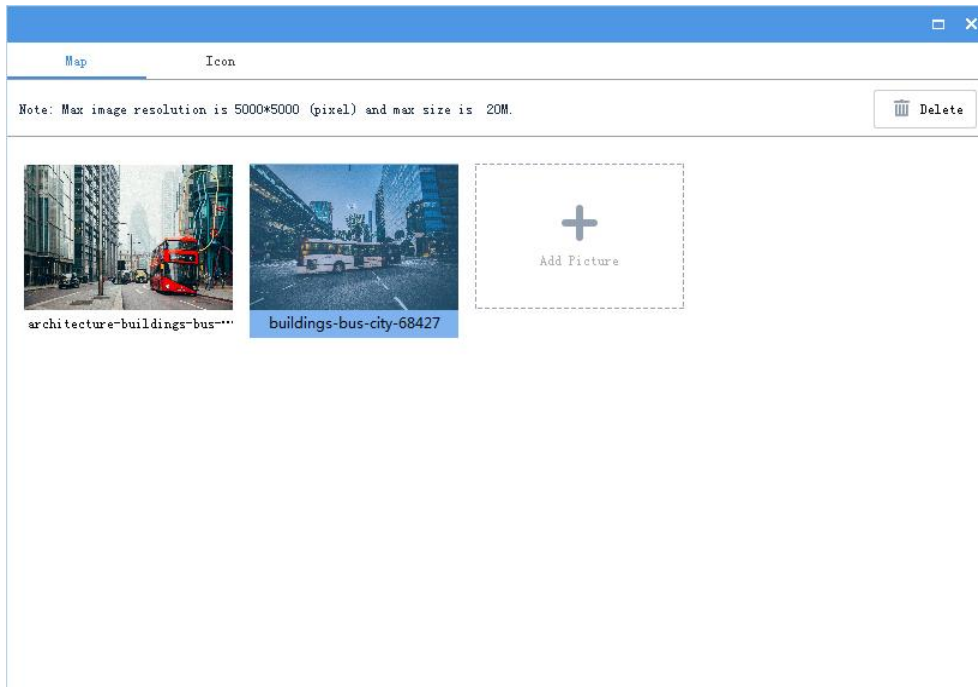 Map
Icon
Note: Max image resolution is 5000*5000 (pixel) and max size is 20M.
Delete
Add Picture
architecture-buildings-bus-…
buildings-bus-city-68427